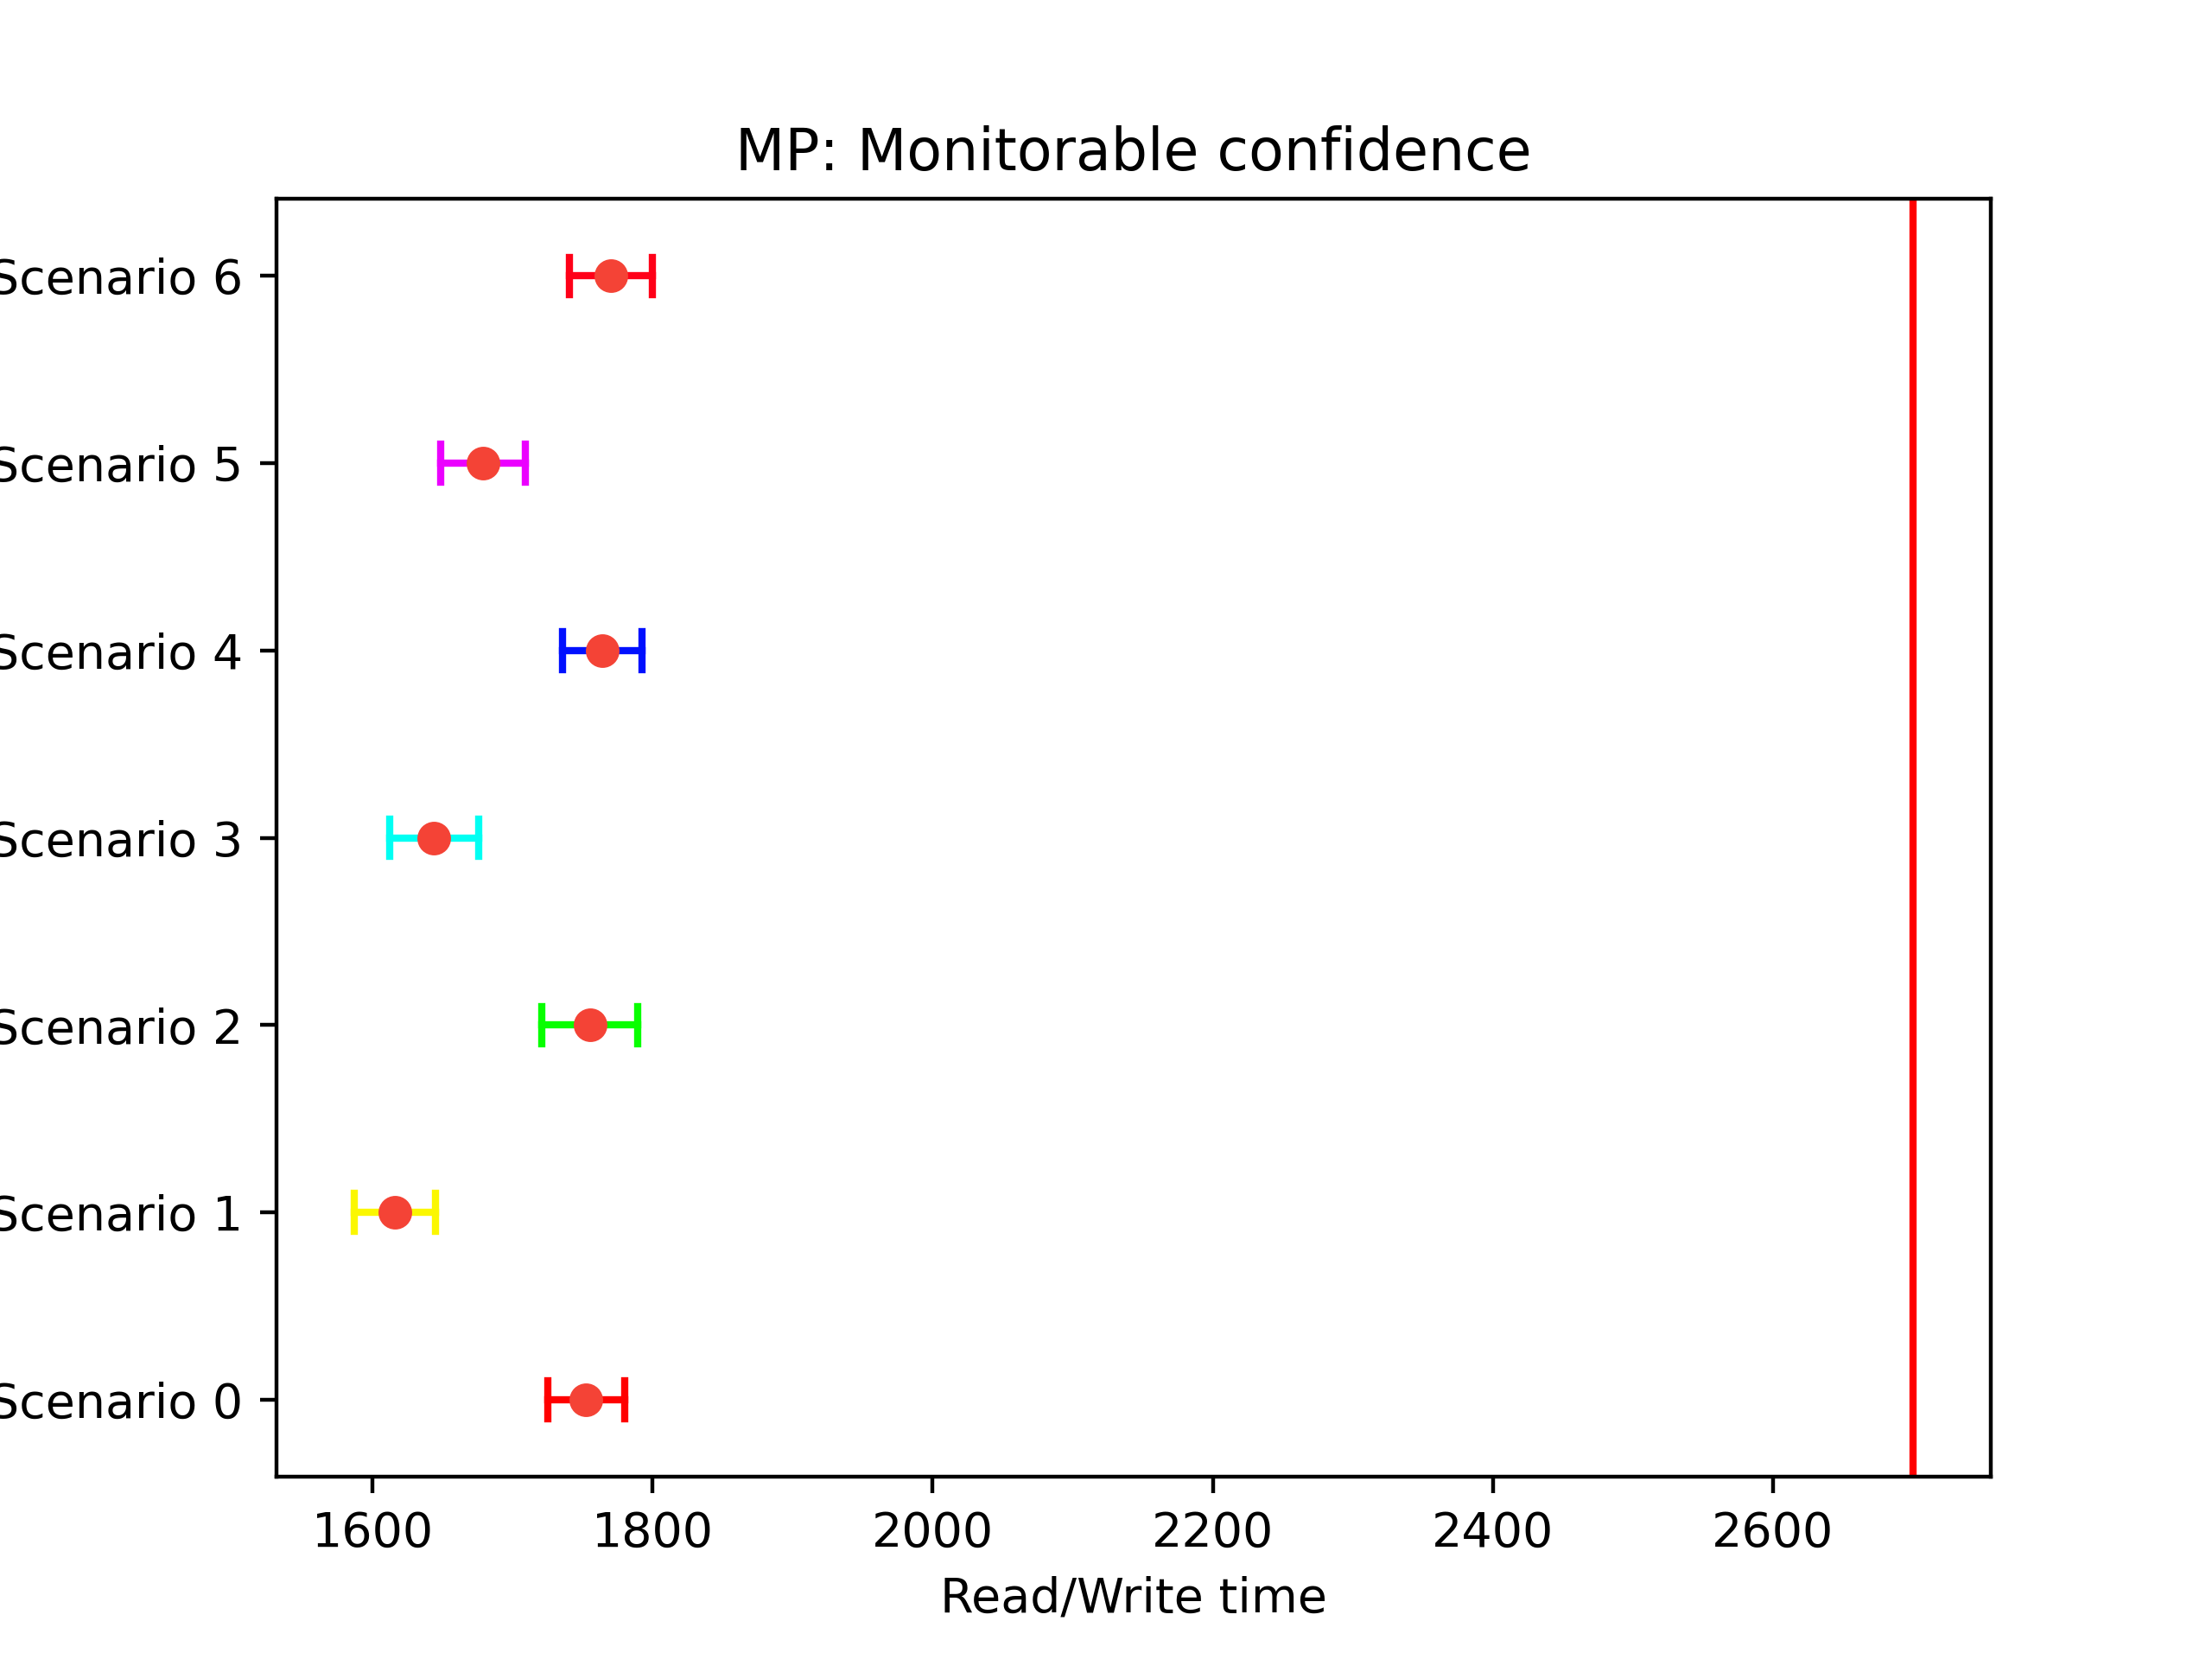 MP: Monitorable confidence
Scenario 6
Scenario 5
Scenario 4
Scenario 3
Scenario 2
Scenario 1
Scenario 0
1600 1800 2000 2200 2400 2600
Read/Write time